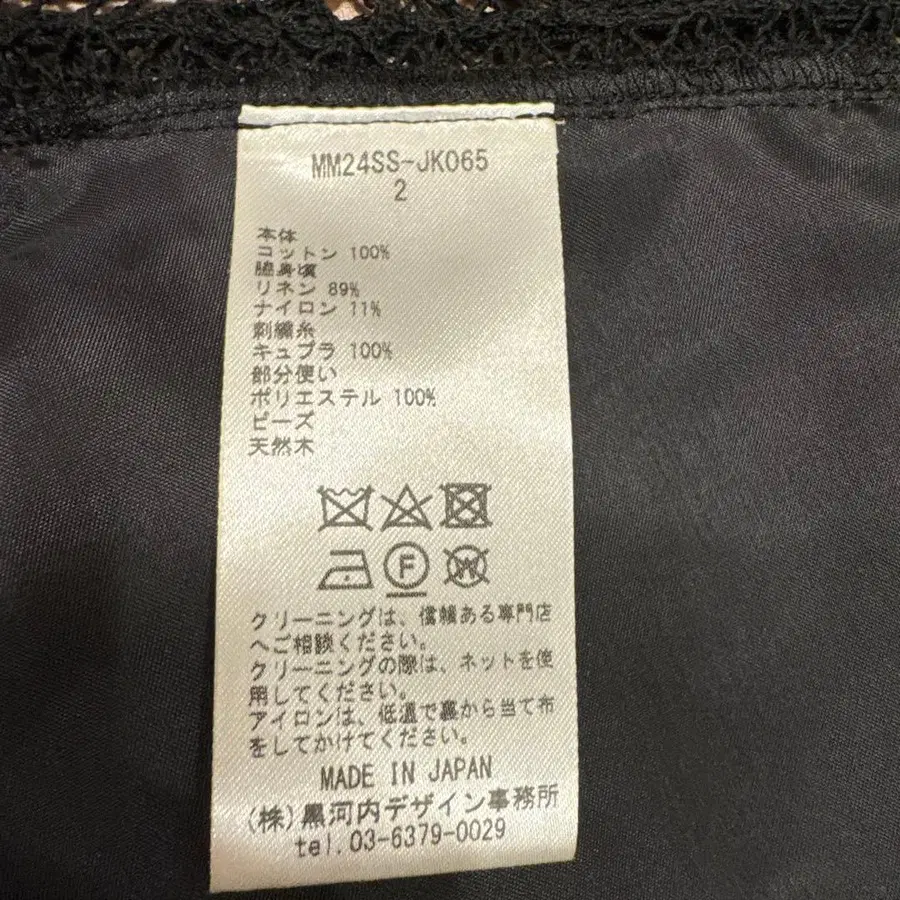 MM24SS-JK065
2
本体
コットン 100%
脇身頃
リネン 89%
ナイロン 11%
刺繍糸
キュプラ 100%
部分使い
ポリエステル 100%
ビーズ
天然木
F W
クリーニングは、信頼ある専門店
へご相談ください。
クリーニングの際は、ネットを使
用してください。
アイロンは、低温で裏から当て布
をしてかけてください。
MADE IN JAPAN
(株)黒河内デザイン事務所
tel.03-6379-0029